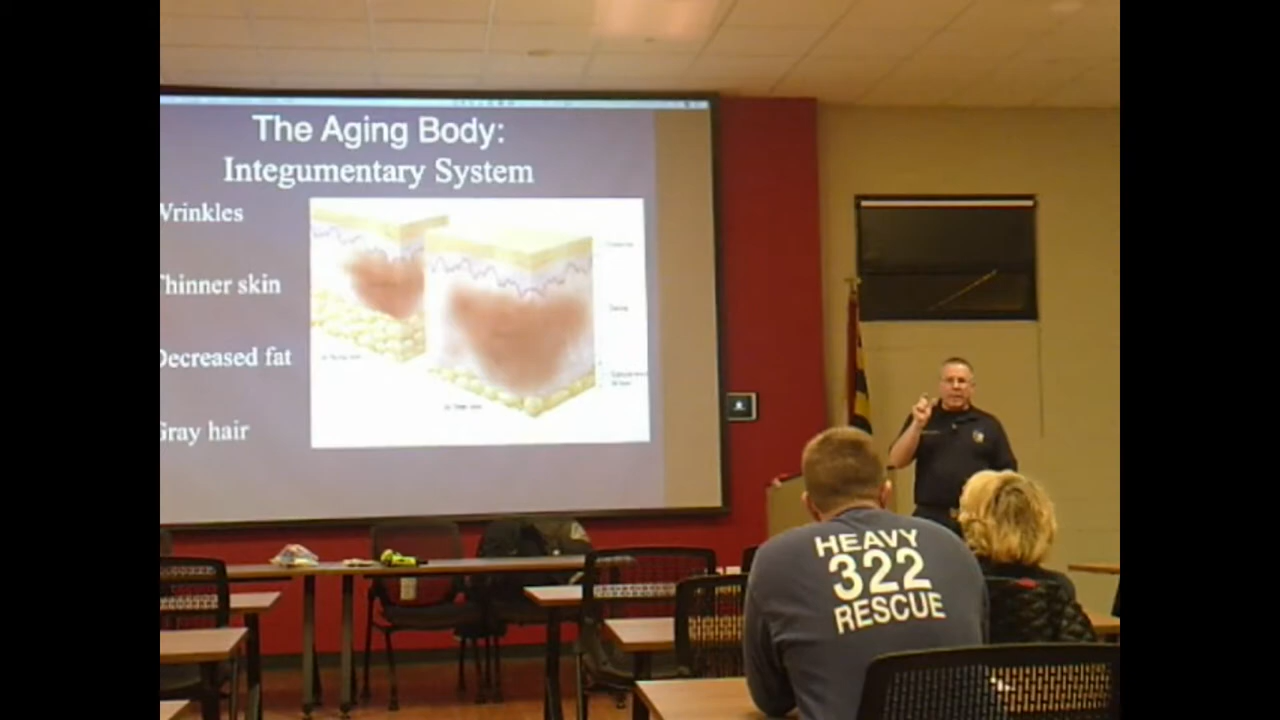 The Aging Body:
Integumentary System
Wrinkles
Thinner skin
Decreased fat
Gray hair
HEAVY
322
RESCUE